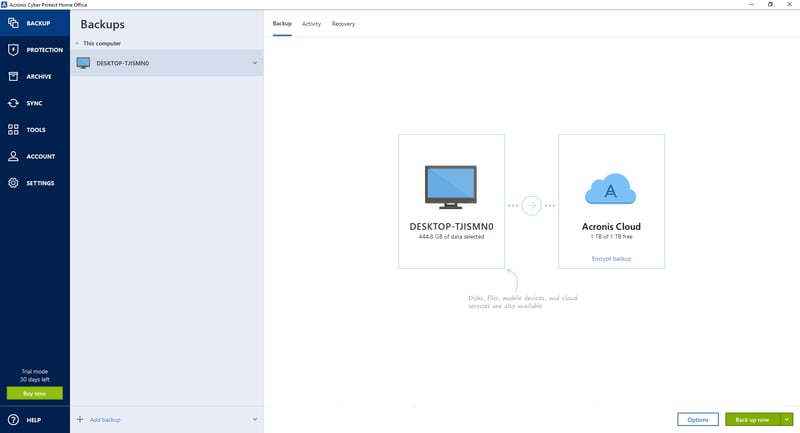 Acronis Cyber Protect Home Office
BACKUP
PROTECTION
ARCHIVE
SYNC
TOOLS
ACCOUNT
SETTINGS
Trial mode
30 days left
Buy now
HELP
Backups
This computer
DESKTOP-TJISMN0
Add backup
Backup Activity Recovery
DESKTOP-TJISMN0
444.8 GB of data selected
Acronis Cloud
1 TB of 1 TB free
Encrypt backup
Disks, files, mobile devices, and cloud
services are also available
Options
Back up now